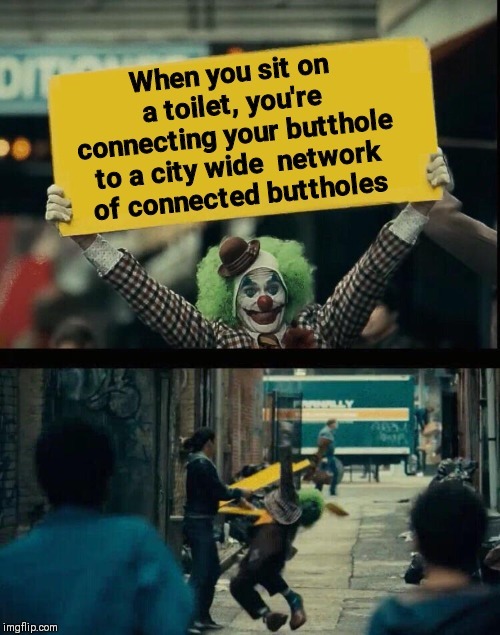 When you sit on
a toilet, you're
connecting your butthole
to a city wide network
of connected buttholes
imgflip.com